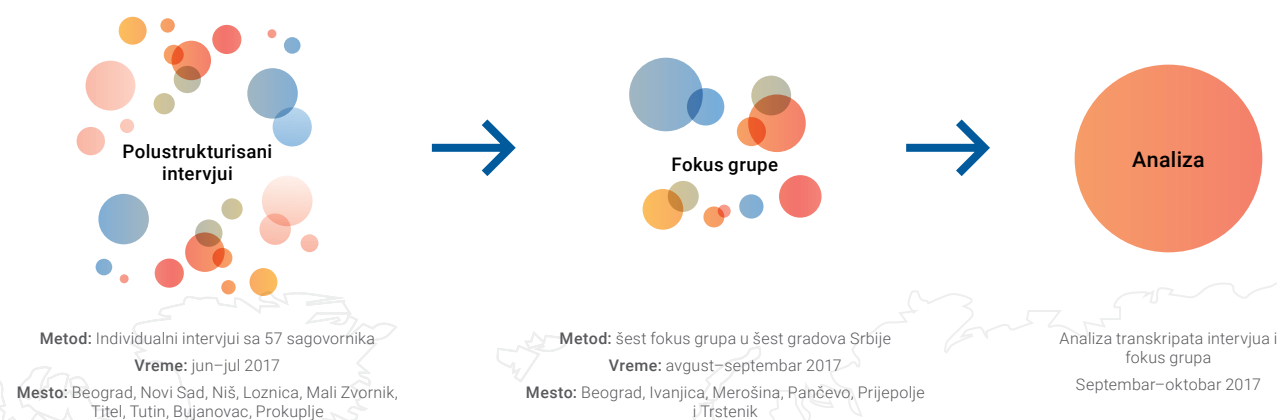 Polustrukturisani
intervjui
Fokus grupe
Analiza
Metod: Individualni intervjui sa 57 sagovornika
Vreme: jun–jul 2017
Mesto: Beograd, Novi Sad, Niš, Loznica, Mali Zvornik,
Titel, Tutin, Bujanovac, Prokuplje
Metod: šest fokus grupa u šest gradova Srbije
Vreme: avgust–septembar 2017
Mesto: Beograd, Ivanjica, Merošina, Pančevo, Prijepolje
i Trstenik
Analiza transkripata intervjua i
fokus grupa
Septembar–oktobar 2017